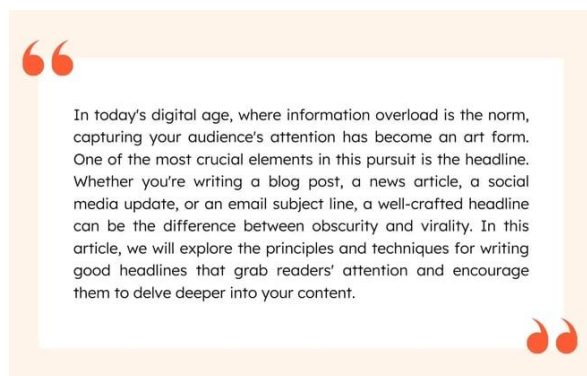 In today's digital age, where information overload is the norm,
capturing your audience's attention has become an art form.
One of the most crucial elements in this pursuit is the headline.
Whether you're writing a blog post, a news article, a social
media update, or an email subject line, a well-crafted headline
can be the difference between obscurity and virality. In this
article, we will explore the principles and techniques for writing
good headlines that grab readers' attention and encourage
them to delve deeper into your content.